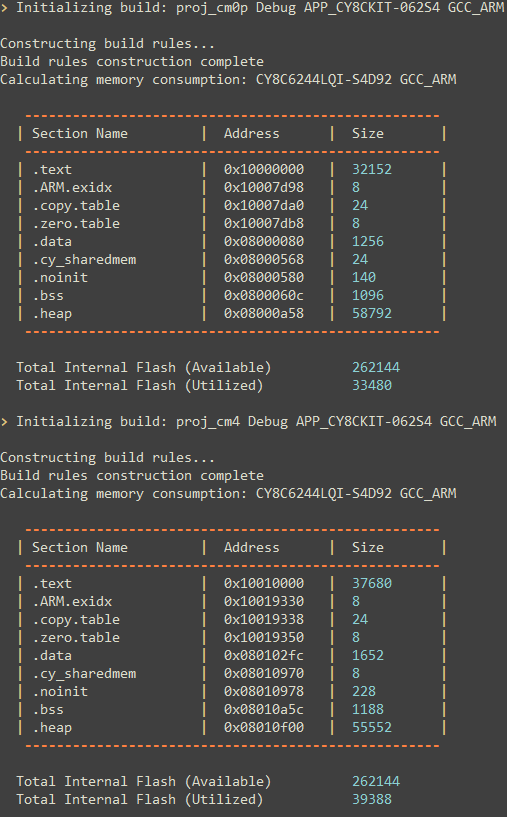 > Initializing build: proj_cm0p Debug APP_CY8CKIT-062S4 GCC_ARM
Constructing build rules...
Build rules construction complete
Calculating memory consumption: CY8C6244LQI-S4D92 GCC_ARM
----------------------------------------------------
| Section Name | Address | Size |
----------------------------------------------------
| .text | 0x10000000 | 32152 |
| .ARM.exidx | 0x10007d98 | 8 |
| .copy.table | 0x10007da0 | 24 |
| .zero.table | 0x10007db8 | 8 |
| .data | 0x08000080 | 1256 |
| .cy_sharedmem | 0x08000568 | 24 |
| .noinit | 0x08000580 | 140 |
| .bss | 0x0800060c | 1096 |
| .heap | 0x08000a58 | 58792 |
----------------------------------------------------
Total Internal Flash (Available) 262144
Total Internal Flash (Utilized) 33480
> Initializing build: proj_cm4 Debug APP_CY8CKIT-062S4 GCC_ARM
Constructing build rules...
Build rules construction complete
Calculating memory consumption: CY8C6244LQI-S4D92 GCC_ARM
----------------------------------------------------
| Section Name | Address | Size |
----------------------------------------------------
| .text | 0x10010000 | 37680 |
| .ARM.exidx | 0x10019330 | 8 |
| .copy.table | 0x10019338 | 24 |
| .zero.table | 0x10019350 | 8 |
| .data | 0x080102fc | 1652 |
| .cy_sharedmem | 0x08010970 | 8 |
| .noinit | 0x08010978 | 228 |
| .bss | 0x08010a5c | 1188 |
| .heap | 0x08010f00 | 55552 |
----------------------------------------------------
Total Internal Flash (Available) 262144
Total Internal Flash (Utilized) 39388